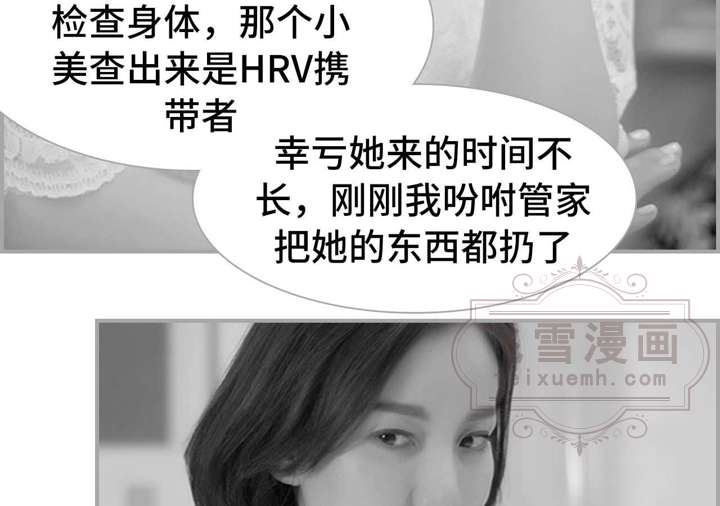 检查身体，那个小
美查出来是HRV携
带者
幸亏她来的时间不
长，刚刚我吩咐管家
把她的东西都扔了
雪漫画
eixuemh.com